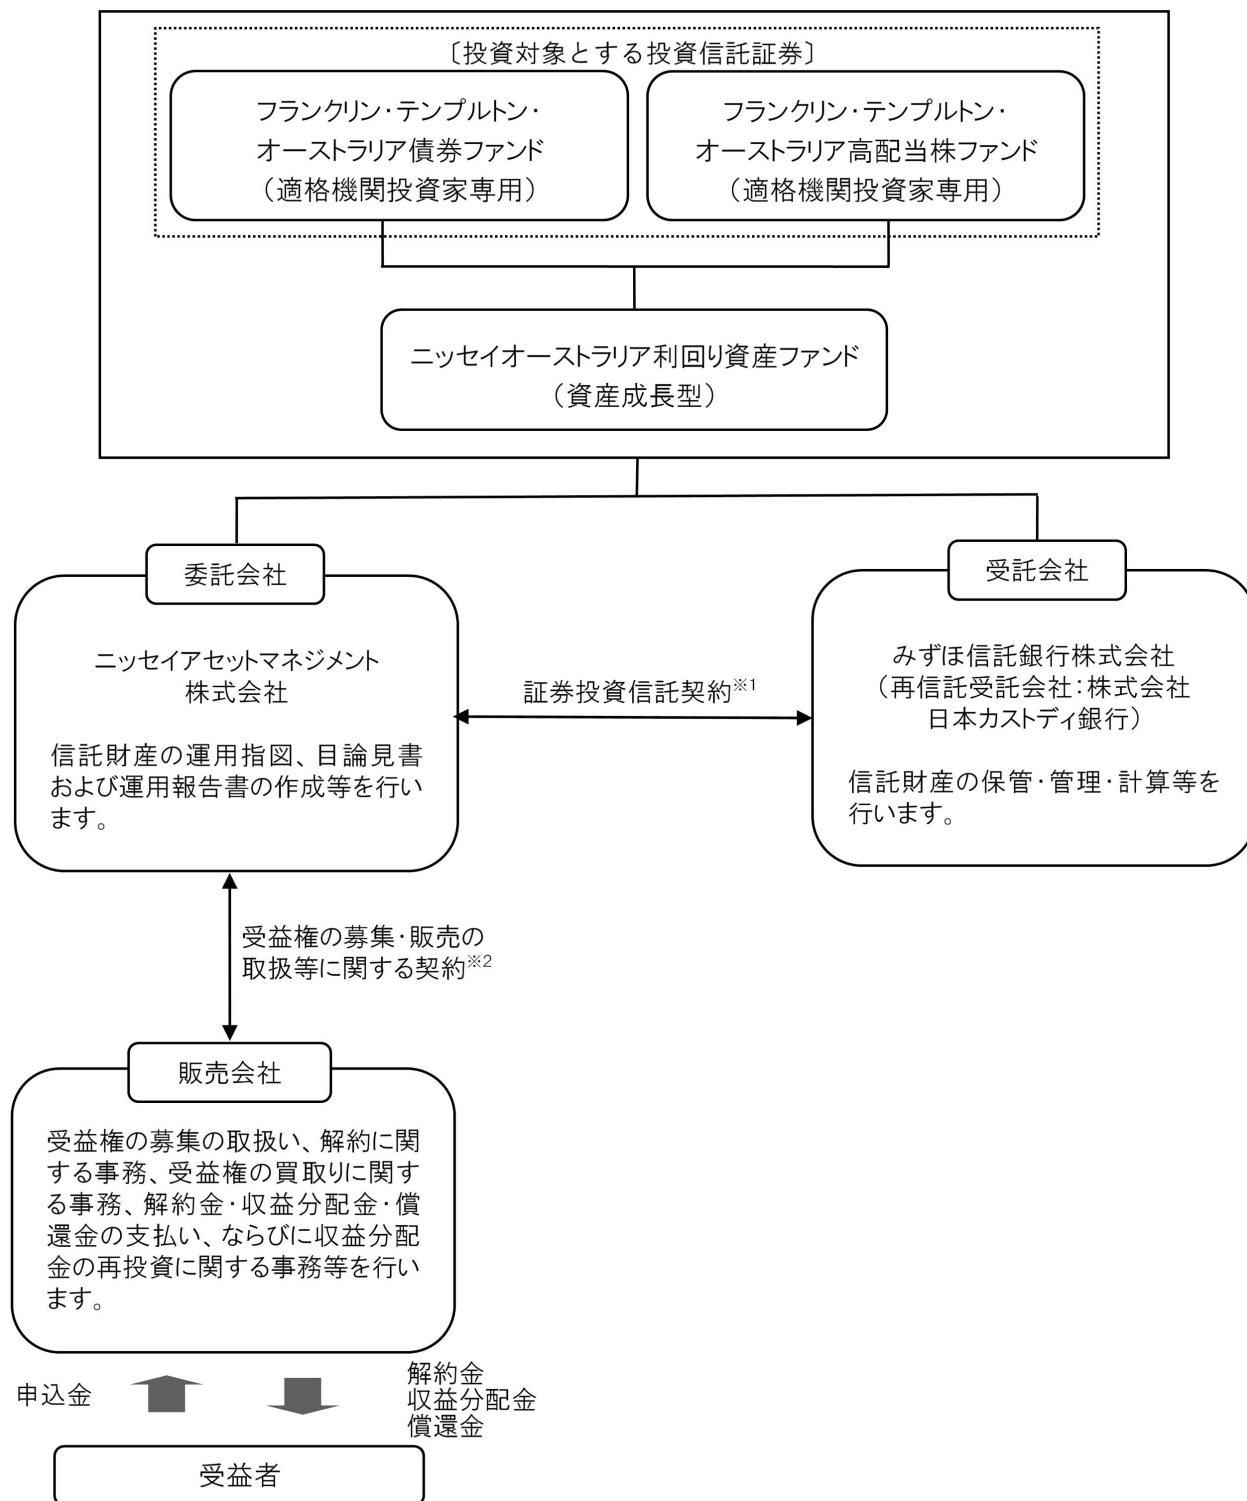 〔投資対象とする投資信託証券〕
フランクリン・テンプルトン・
オーストラリア債券ファンド
（適格機関投資家専用）
フランクリン・テンプルトン・
オーストラリア高配当株ファンド
（適格機関投資家専用）
ニッセイオーストラリア利回り資産ファンド
（資産成長型）
委託会社
ニッセイアセットマネジメント
株式会社
信託財産の運用指図、目論見書
および運用報告書の作成等を行い
ます。
証券投資信託契約※1
受託会社
みずほ信託銀行株式会社
（再信託受託会社：株式会社
日本カストディ銀行）
信託財産の保管・管理・計算等を
行います。
受益権の募集・販売の
取扱等に関する契約※2
販売会社
受益権の募集の取扱い、解約に関
する事務、受益権の買取りに関す
る事務、解約金・収益分配金・償
還金の支払い、ならびに収益分配
金の再投資に関する事務等を行い
ます。
申込金
解約金
収益分配金
償還金
受益者